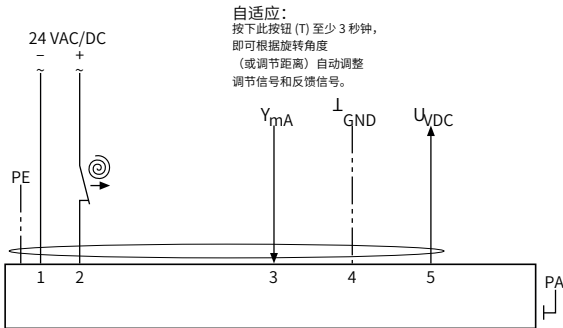 自适应：
按下此按钮 (T) 至少 3 秒钟，
即可根据旋转角度
（或调节距离）自动调整
调节信号和反馈信号。
24 VAC/DC
– +
~ ~
YmA
⊥GND
UVDC
PE
1 2 3 4 5
PA